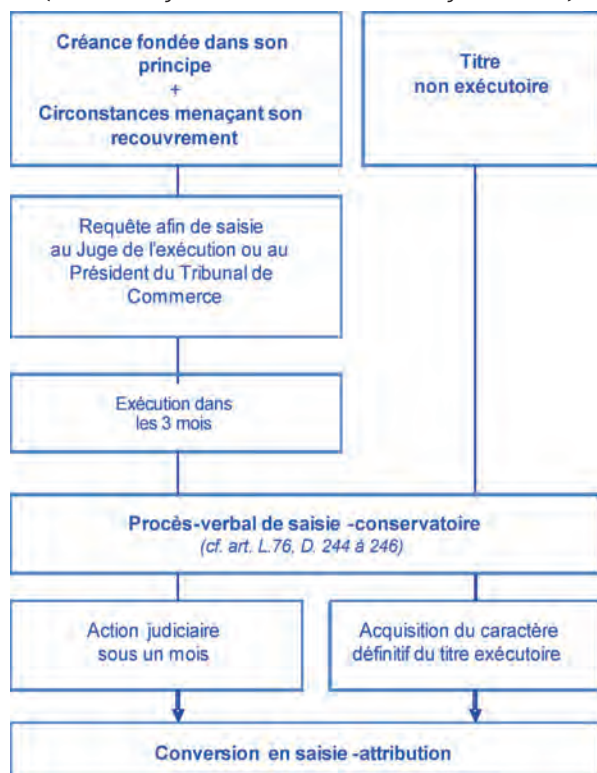 Créance fondée dans son
principe
+
Circonstances menaçant son
recouvrement
Titre
non exécutoire
Requête afin de saisie
au Juge de l'exécution ou au
Président du Tribunal de
Commerce
Exécution dans
les 3 mois
Procès-verbal de saisie -conservatoire
(cf. art. L.76, D. 244 à 246)
Action judiciaire
sous un mois
Acquisition du caractère
définitif du titre exécutoire
Conversion en saisie -attribution